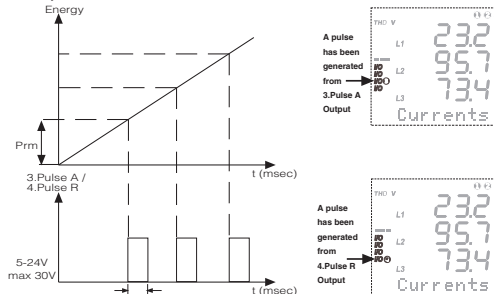 Energy
Prm
t (msec)
3.Pulse A /
4.Pulse R
5-24V
max 30V
t (msec)
A pulse
has been
generated
from
3.Pulse A
Output
THD V
L1
L2
L3
23.2
95.7
73.4
Currents
A pulse
has been
generated
from
4.Pulse R
Output
THD V
L1
L2
L3
23.2
95.7
73.4
Currents